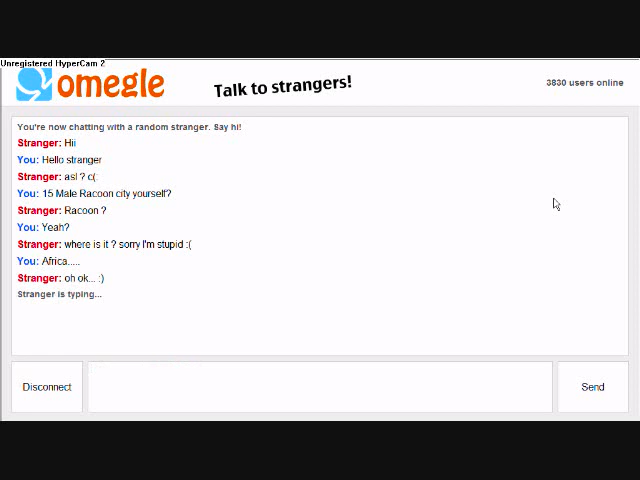 Unregistered HyperCam 2
omegle
Talk to strangers!
3830 users online
You're now chatting with a random stranger. Say hi!
Stranger: Hii
You: Hello stranger
Stranger: asl ? c(:
You: 15 Male Racoon city yourself?
Stranger: Racoon ?
You: Yeah?
Stranger: where is it ? sorry I'm stupid :(
You: Africa.....
Stranger: oh ok... :)
Stranger is typing...
Disconnect
Send